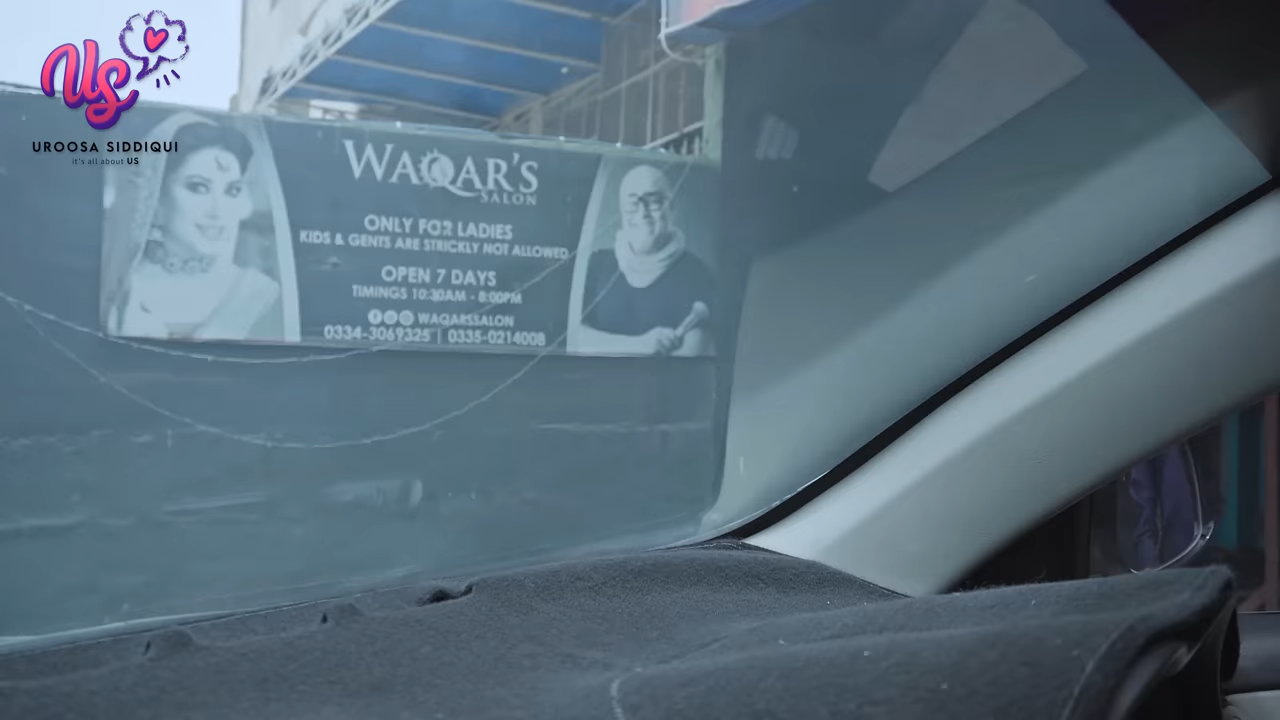 Us
UROOSA SIDDIQUI
it's all about US
WAQAR'S
SALON
ONLY FOR LADIES
KIDS & GENTS ARE STRICKLY NOT ALLOWED
OPEN 7 DAYS
TIMINGS 10:30AM - 8:00PM
WAQARSSALON
0334-3069325 | 0335-0214008